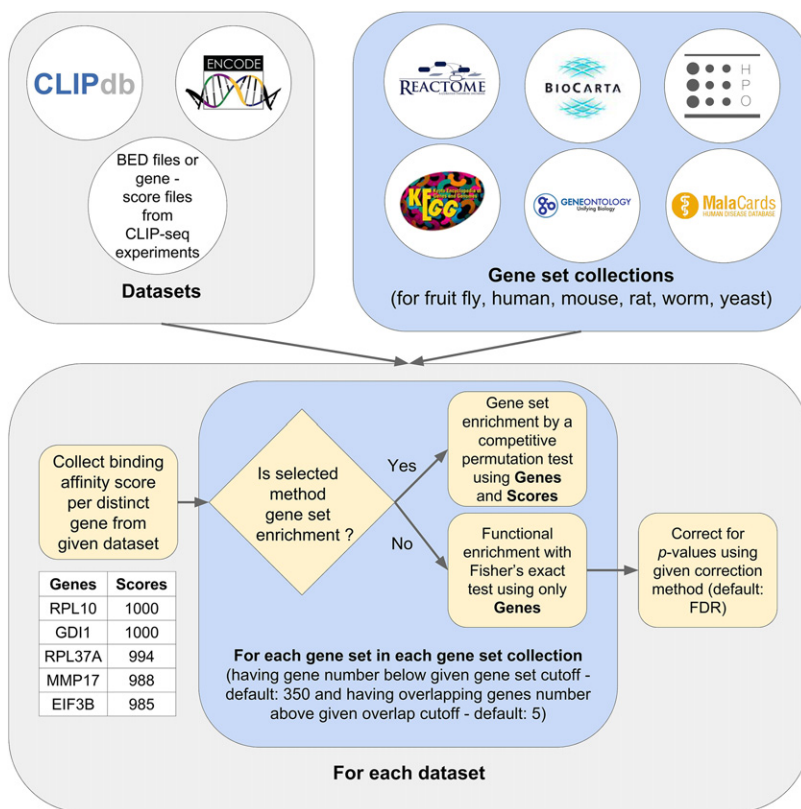 CLIPdb
ENCODE
BED files or
gene -
score files
from
CLIP-seq
experiments
Datasets
REACTOME
BIOCARTA
H
P
O
KEGG
Kyoto Encyclopedia of
Genes and Genomes
GENEONTOLOGY
Unifying Biology
MalaCards
HUMAN DISEASE DATABASE
Gene set collections
(for fruit fly, human, mouse, rat, worm, yeast)
Collect binding
affinity score
per distinct
gene from
given dataset
Is selected
method
gene set
enrichment ?
Yes
No
Gene set
enrichment by a
competitive
permutation test
using Genes
and Scores
Functional
enrichment with
Fisher's exact
test using only
Genes
Correct for
p-values using
given correction
method (default:
FDR)
Genes Scores
RPL10 1000
GDI1 1000
RPL37A 994
MMP17 988
EIF3B 985
For each gene set in each gene set collection
(having gene number below given gene set cutoff -
default: 350 and having overlapping genes number
above given overlap cutoff - default: 5)
For each dataset